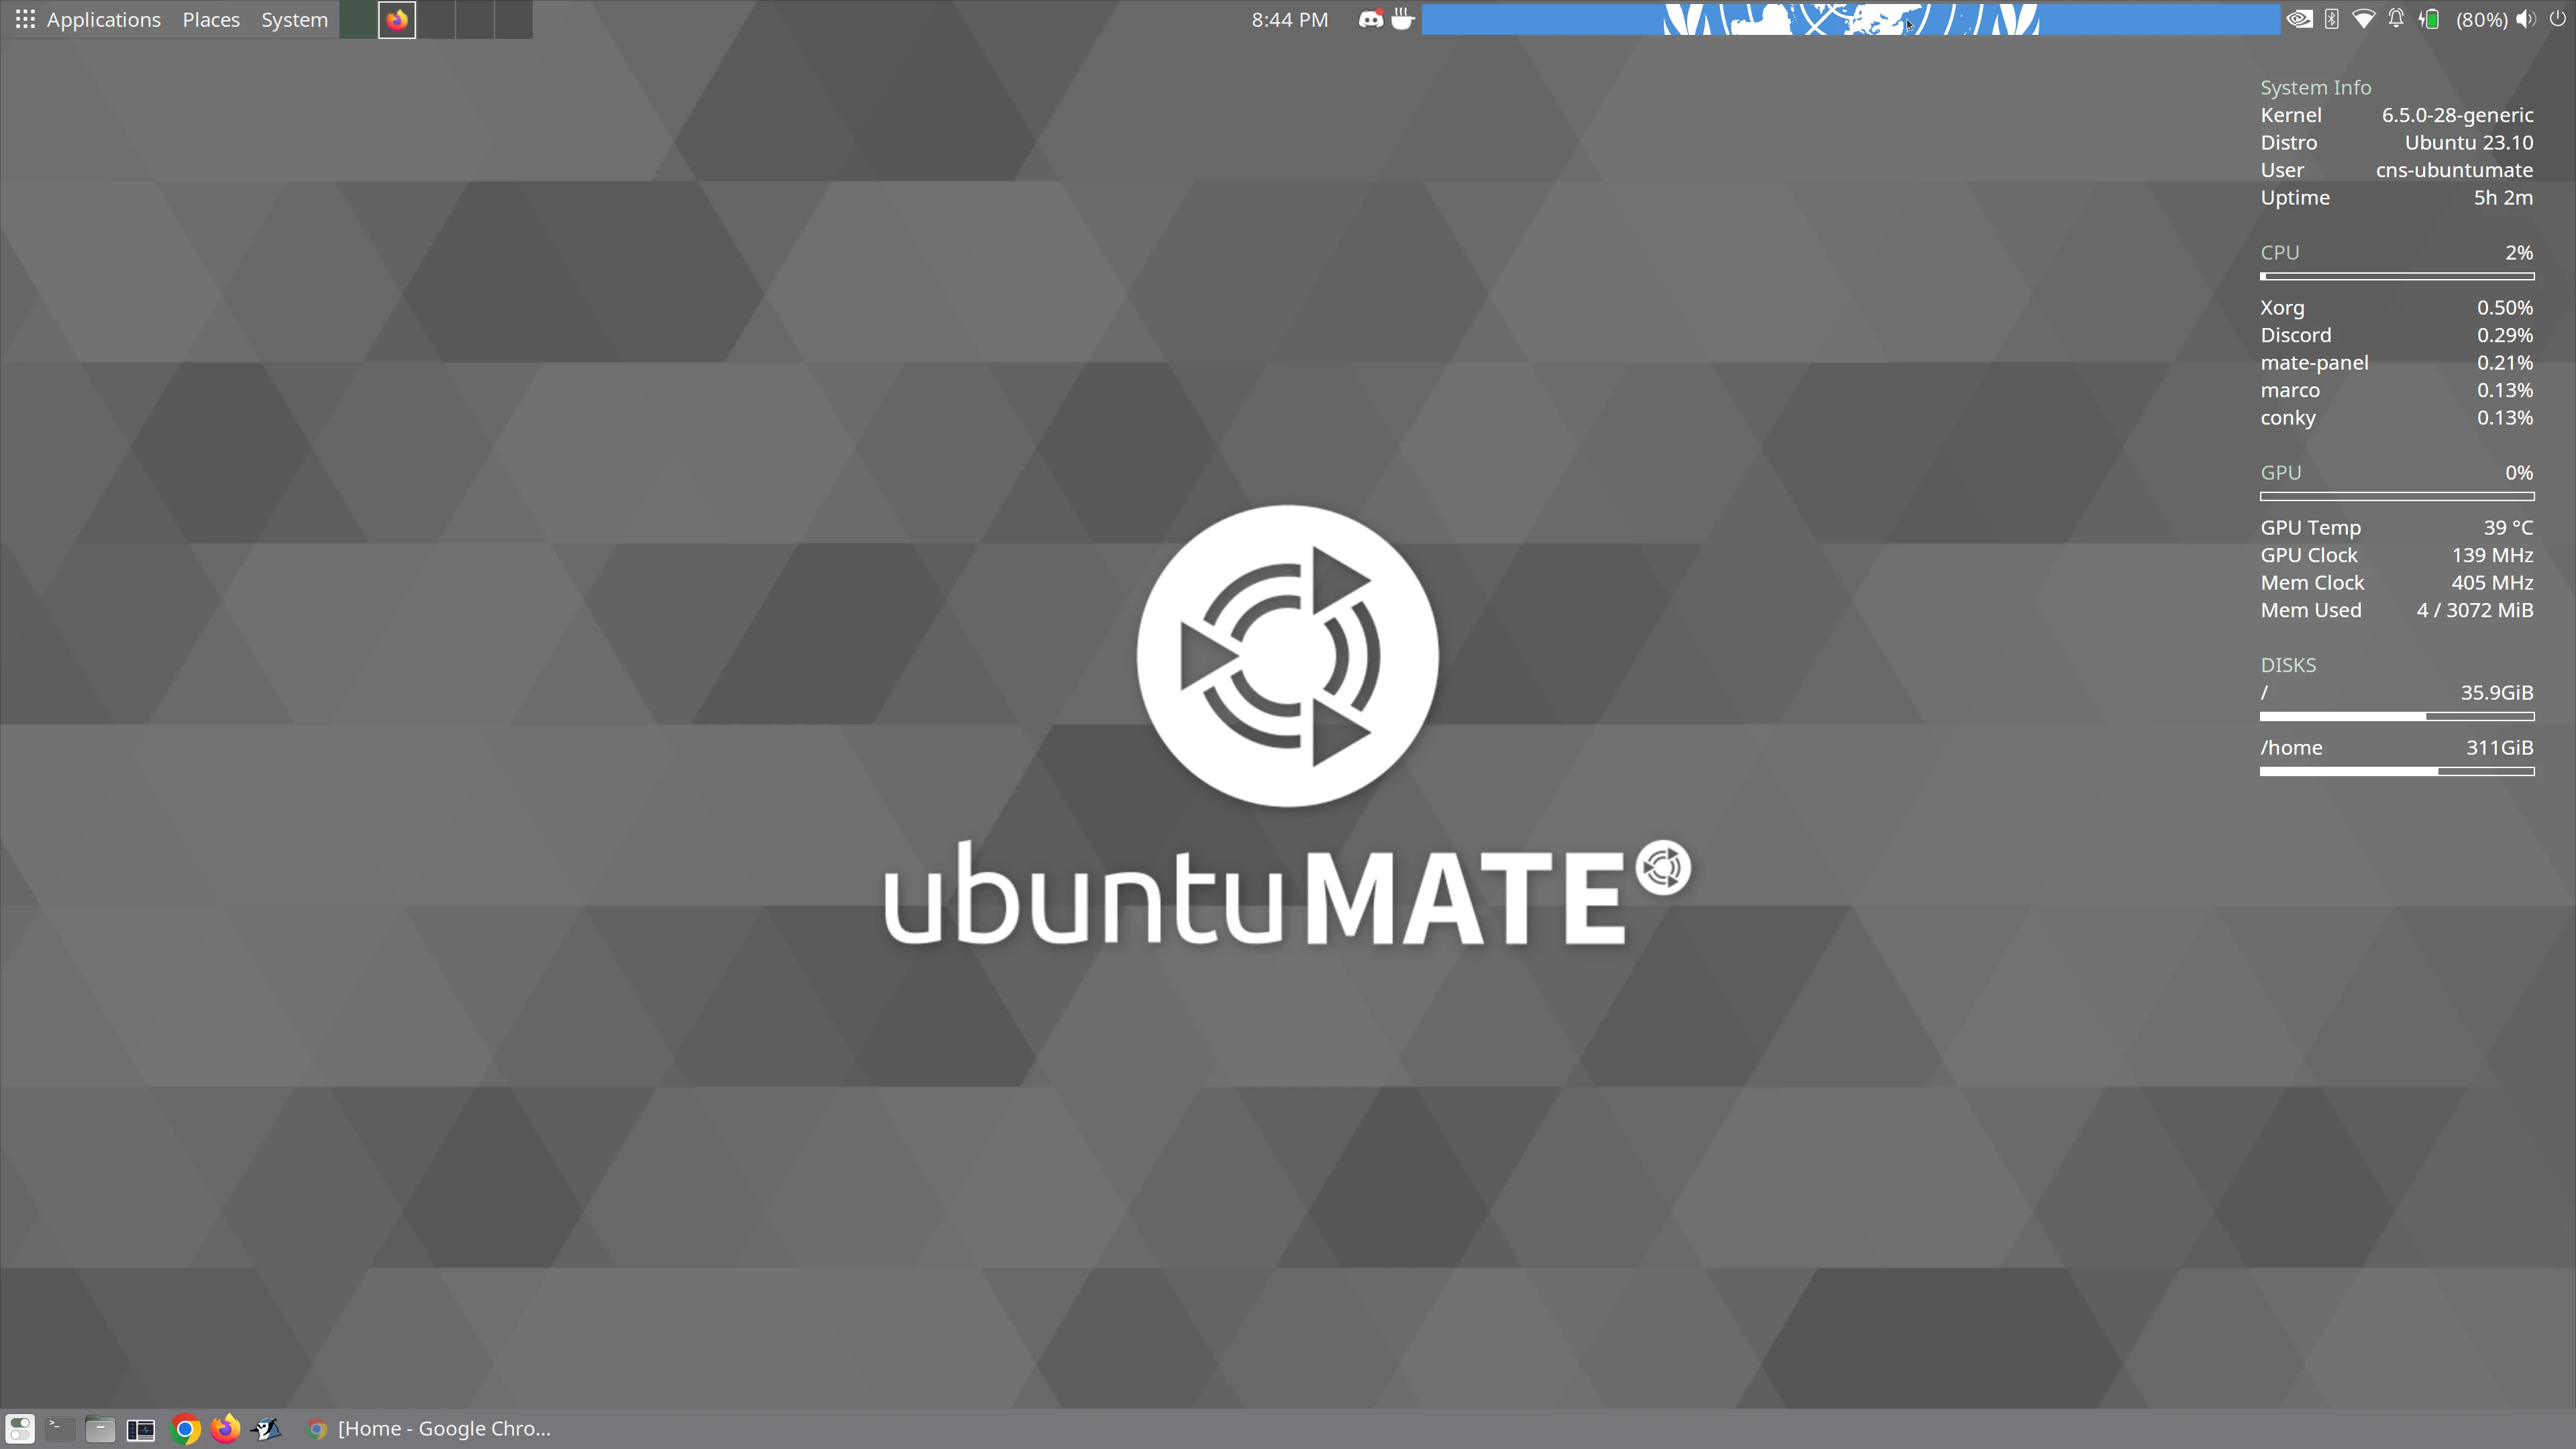 Applications Places System 8:44 PM (80%)
System Info
Kernel 6.5.0-28-generic
Distro Ubuntu 23.10
User cns-ubuntumate
Uptime 5h 2m
CPU 2%
Xorg 0.50%
Discord 0.29%
mate-panel 0.21%
marco 0.13%
conky 0.13%
GPU 0%
GPU Temp 39 °C
GPU Clock 139 MHz
Mem Clock 405 MHz
Mem Used 4 / 3072 MiB
DISKS
/ 35.9GiB
/home 311GiB
ubuntu MATE
[Home - Google Chro...